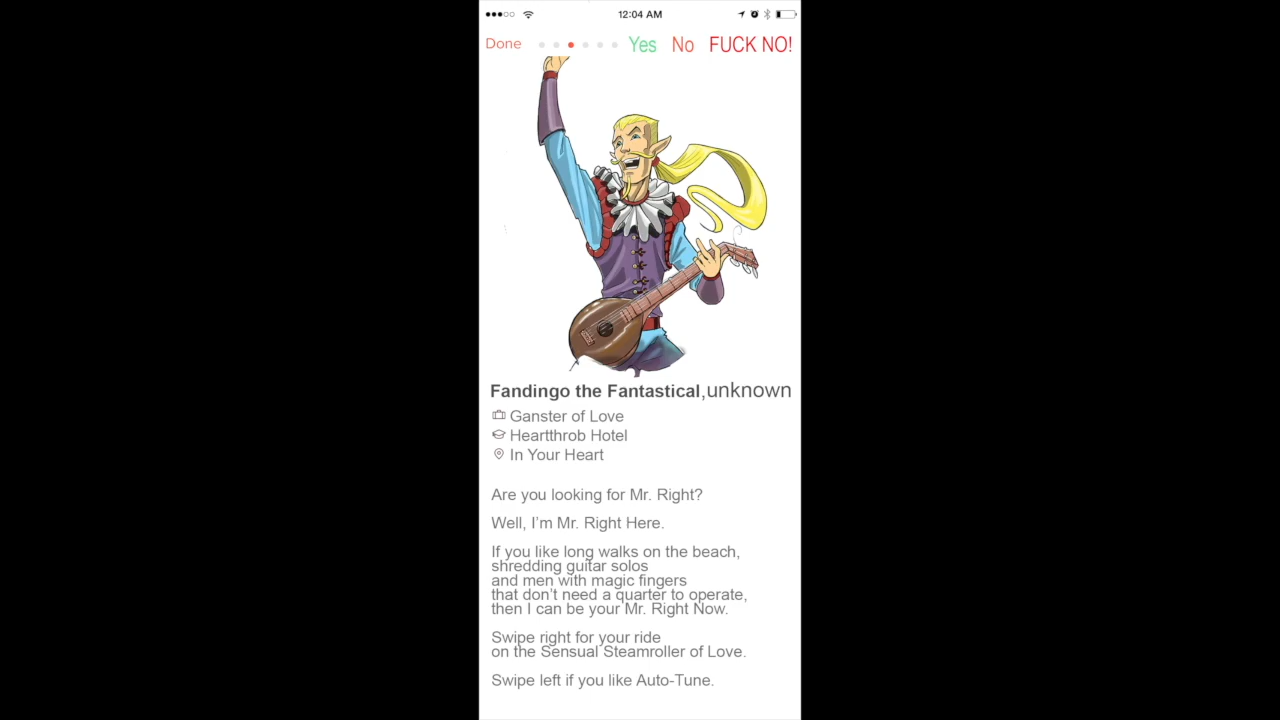 12:04 AM
Done Yes No FUCK NO!
Fandingo the Fantastical,unknown
Ganster of Love
Heartthrob Hotel
In Your Heart
Are you looking for Mr. Right?
Well, I'm Mr. Right Here.
If you like long walks on the beach,
shredding guitar solos
and men with magic fingers
that don't need a quarter to operate,
then I can be your Mr. Right Now.
Swipe right for your ride
on the Sensual Steamroller of Love.
Swipe left if you like Auto-Tune.